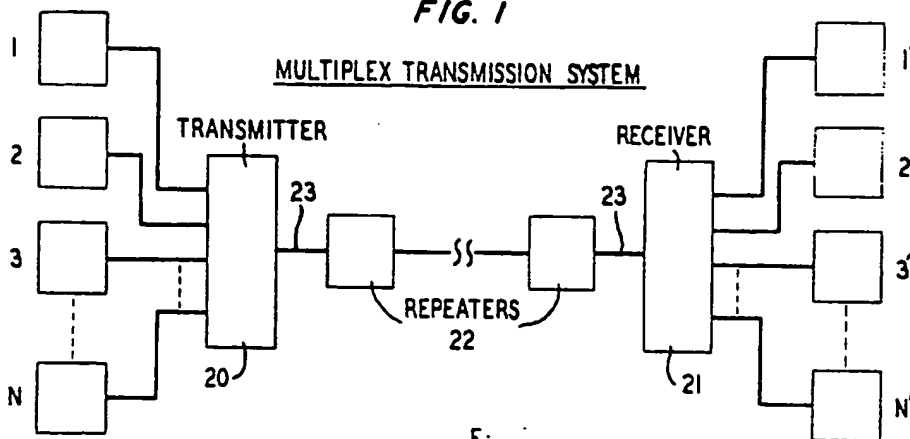 FIG. 1
MULTIPLEX TRANSMISSION SYSTEM
1
2
3
N
TRANSMITTER
20
23
REPEATERS
22
23
RECEIVER
21
1'
2'
3'
N'